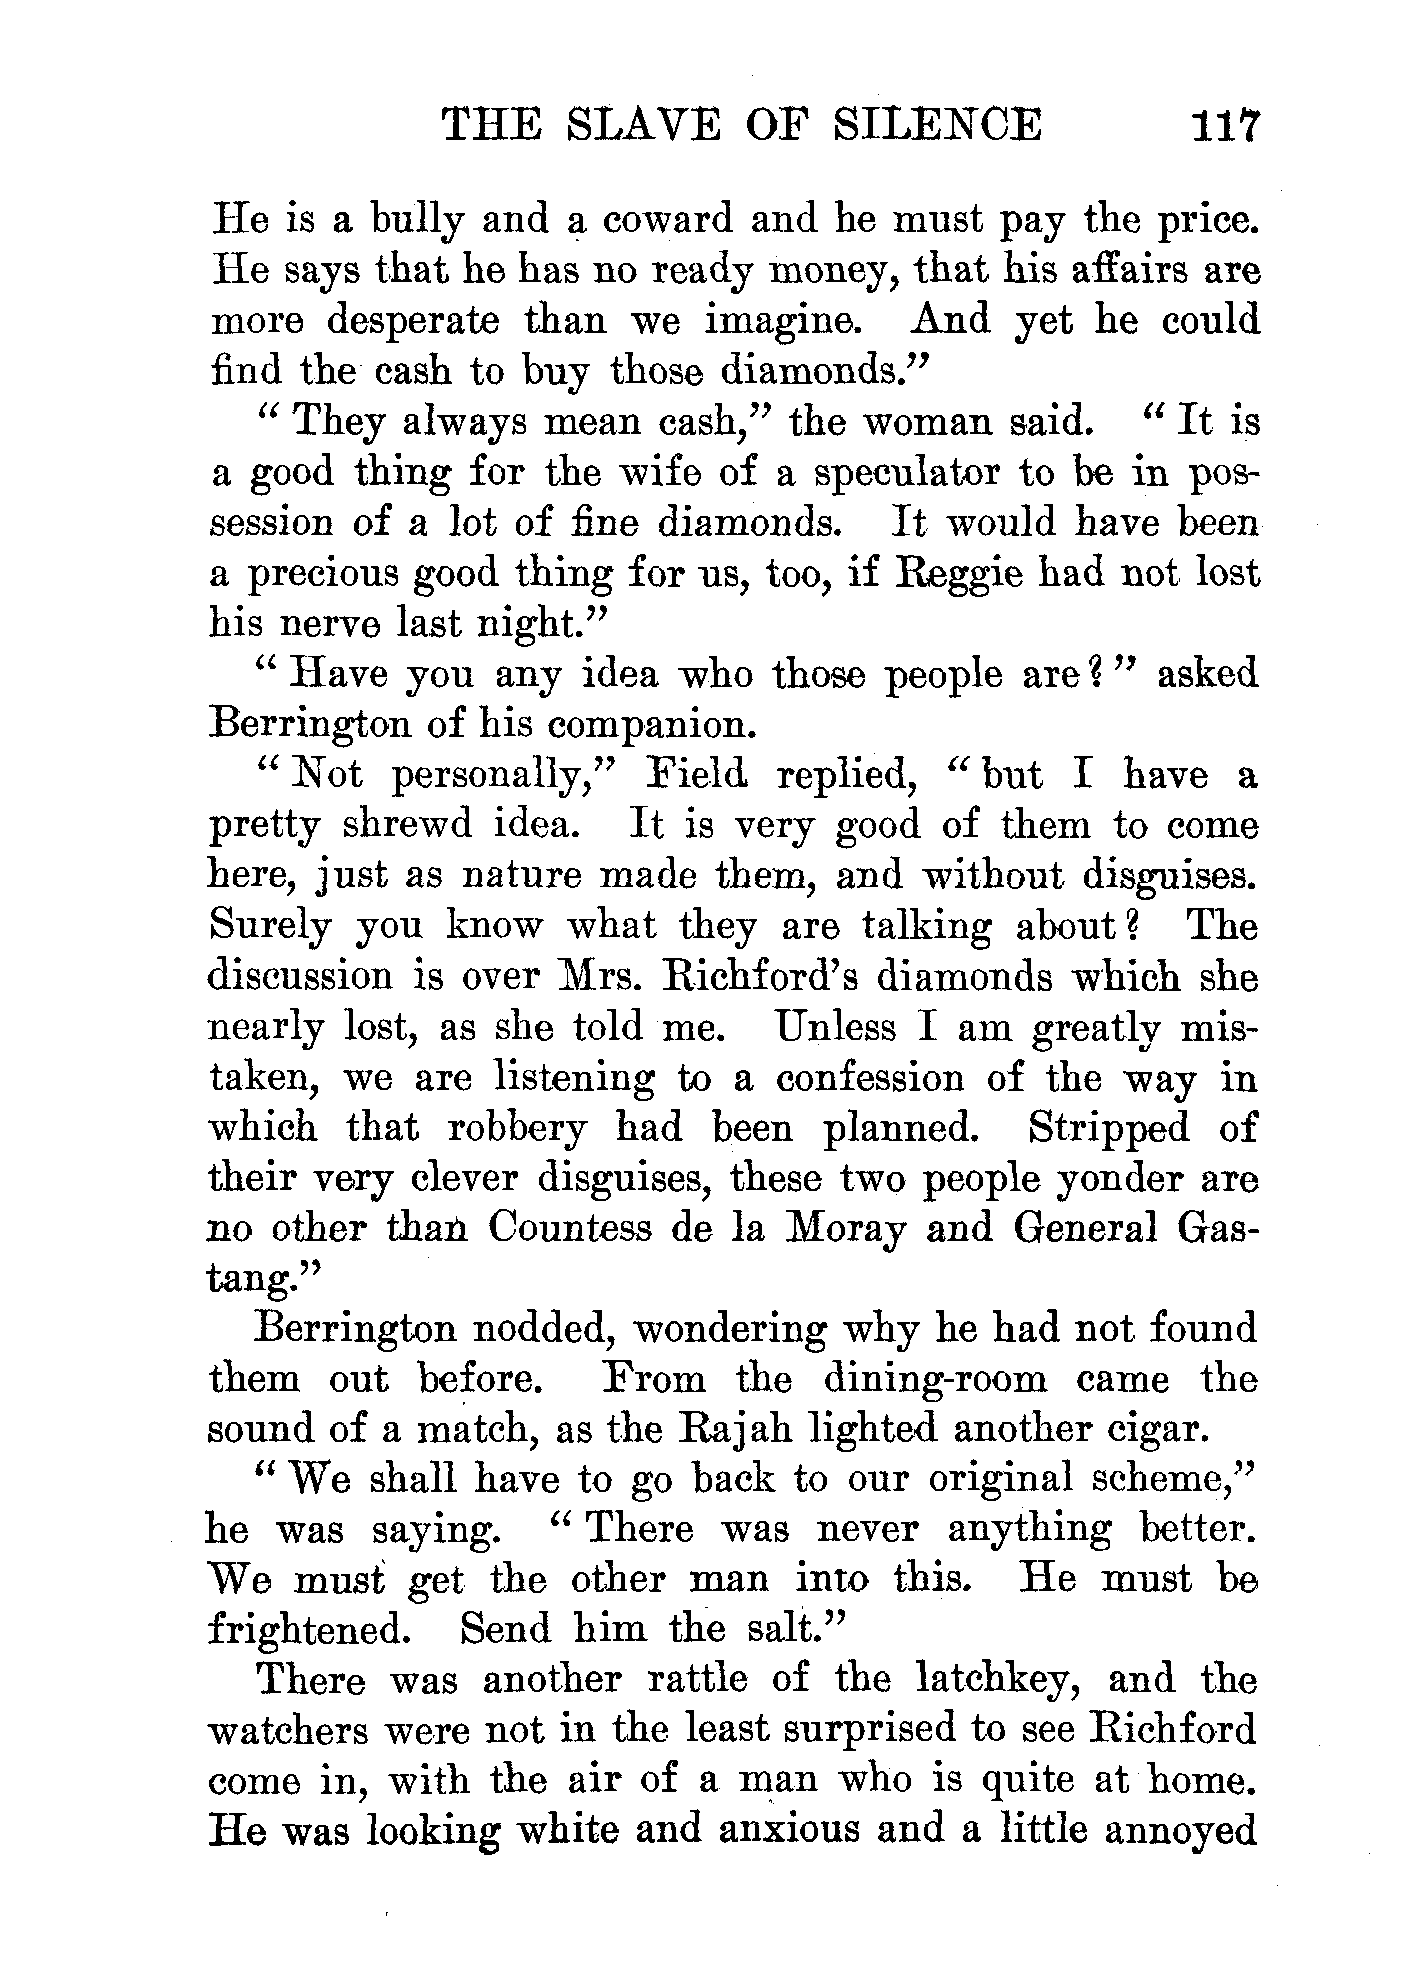 THE SLAVE OF SILENCE 117
He is a bully and a coward and he must pay the price.
He says that he has no ready money, that his affairs are
more desperate than we imagine. And yet he could
find the cash to buy those diamonds.”
“ They always mean cash,” the woman said. “ It is
a good thing for the wife of a speculator to be in pos-
session of a lot of fine diamonds. It would have been
a precious good thing for us, too, if Reggie had not lost
his nerve last night.”
“ Have you any idea who those people are ? ” asked
Berrington of his companion.
“ Not personally,” Field replied, “ but I have a
pretty shrewd idea. It is very good of them to come
here, just as nature made them, and without disguises.
Surely you know what they are talking about ? The
discussion is over Mrs. Richford’s diamonds which she
nearly lost, as she told me. Unless I am greatly mis-
taken, we are listening to a confession of the way in
which that robbery had been planned. Stripped of
their very clever disguises, these two people yonder are
no other than Countess de la Moray and General Gas-
tang.”
Berrington nodded, wondering why he had not found
them out before. From the dining-room came the
sound of a match, as the Rajah lighted another cigar.
“ We shall have to go back to our original scheme,”
he was saying. “ There was never anything better.
We must get the other man into this. He must be
frightened. Send him the salt.”
There was another rattle of the latchkey, and the
watchers were not in the least surprised to see Richford
come in, with the air of a man who is quite at home.
He was looking white and anxious and a little annoyed